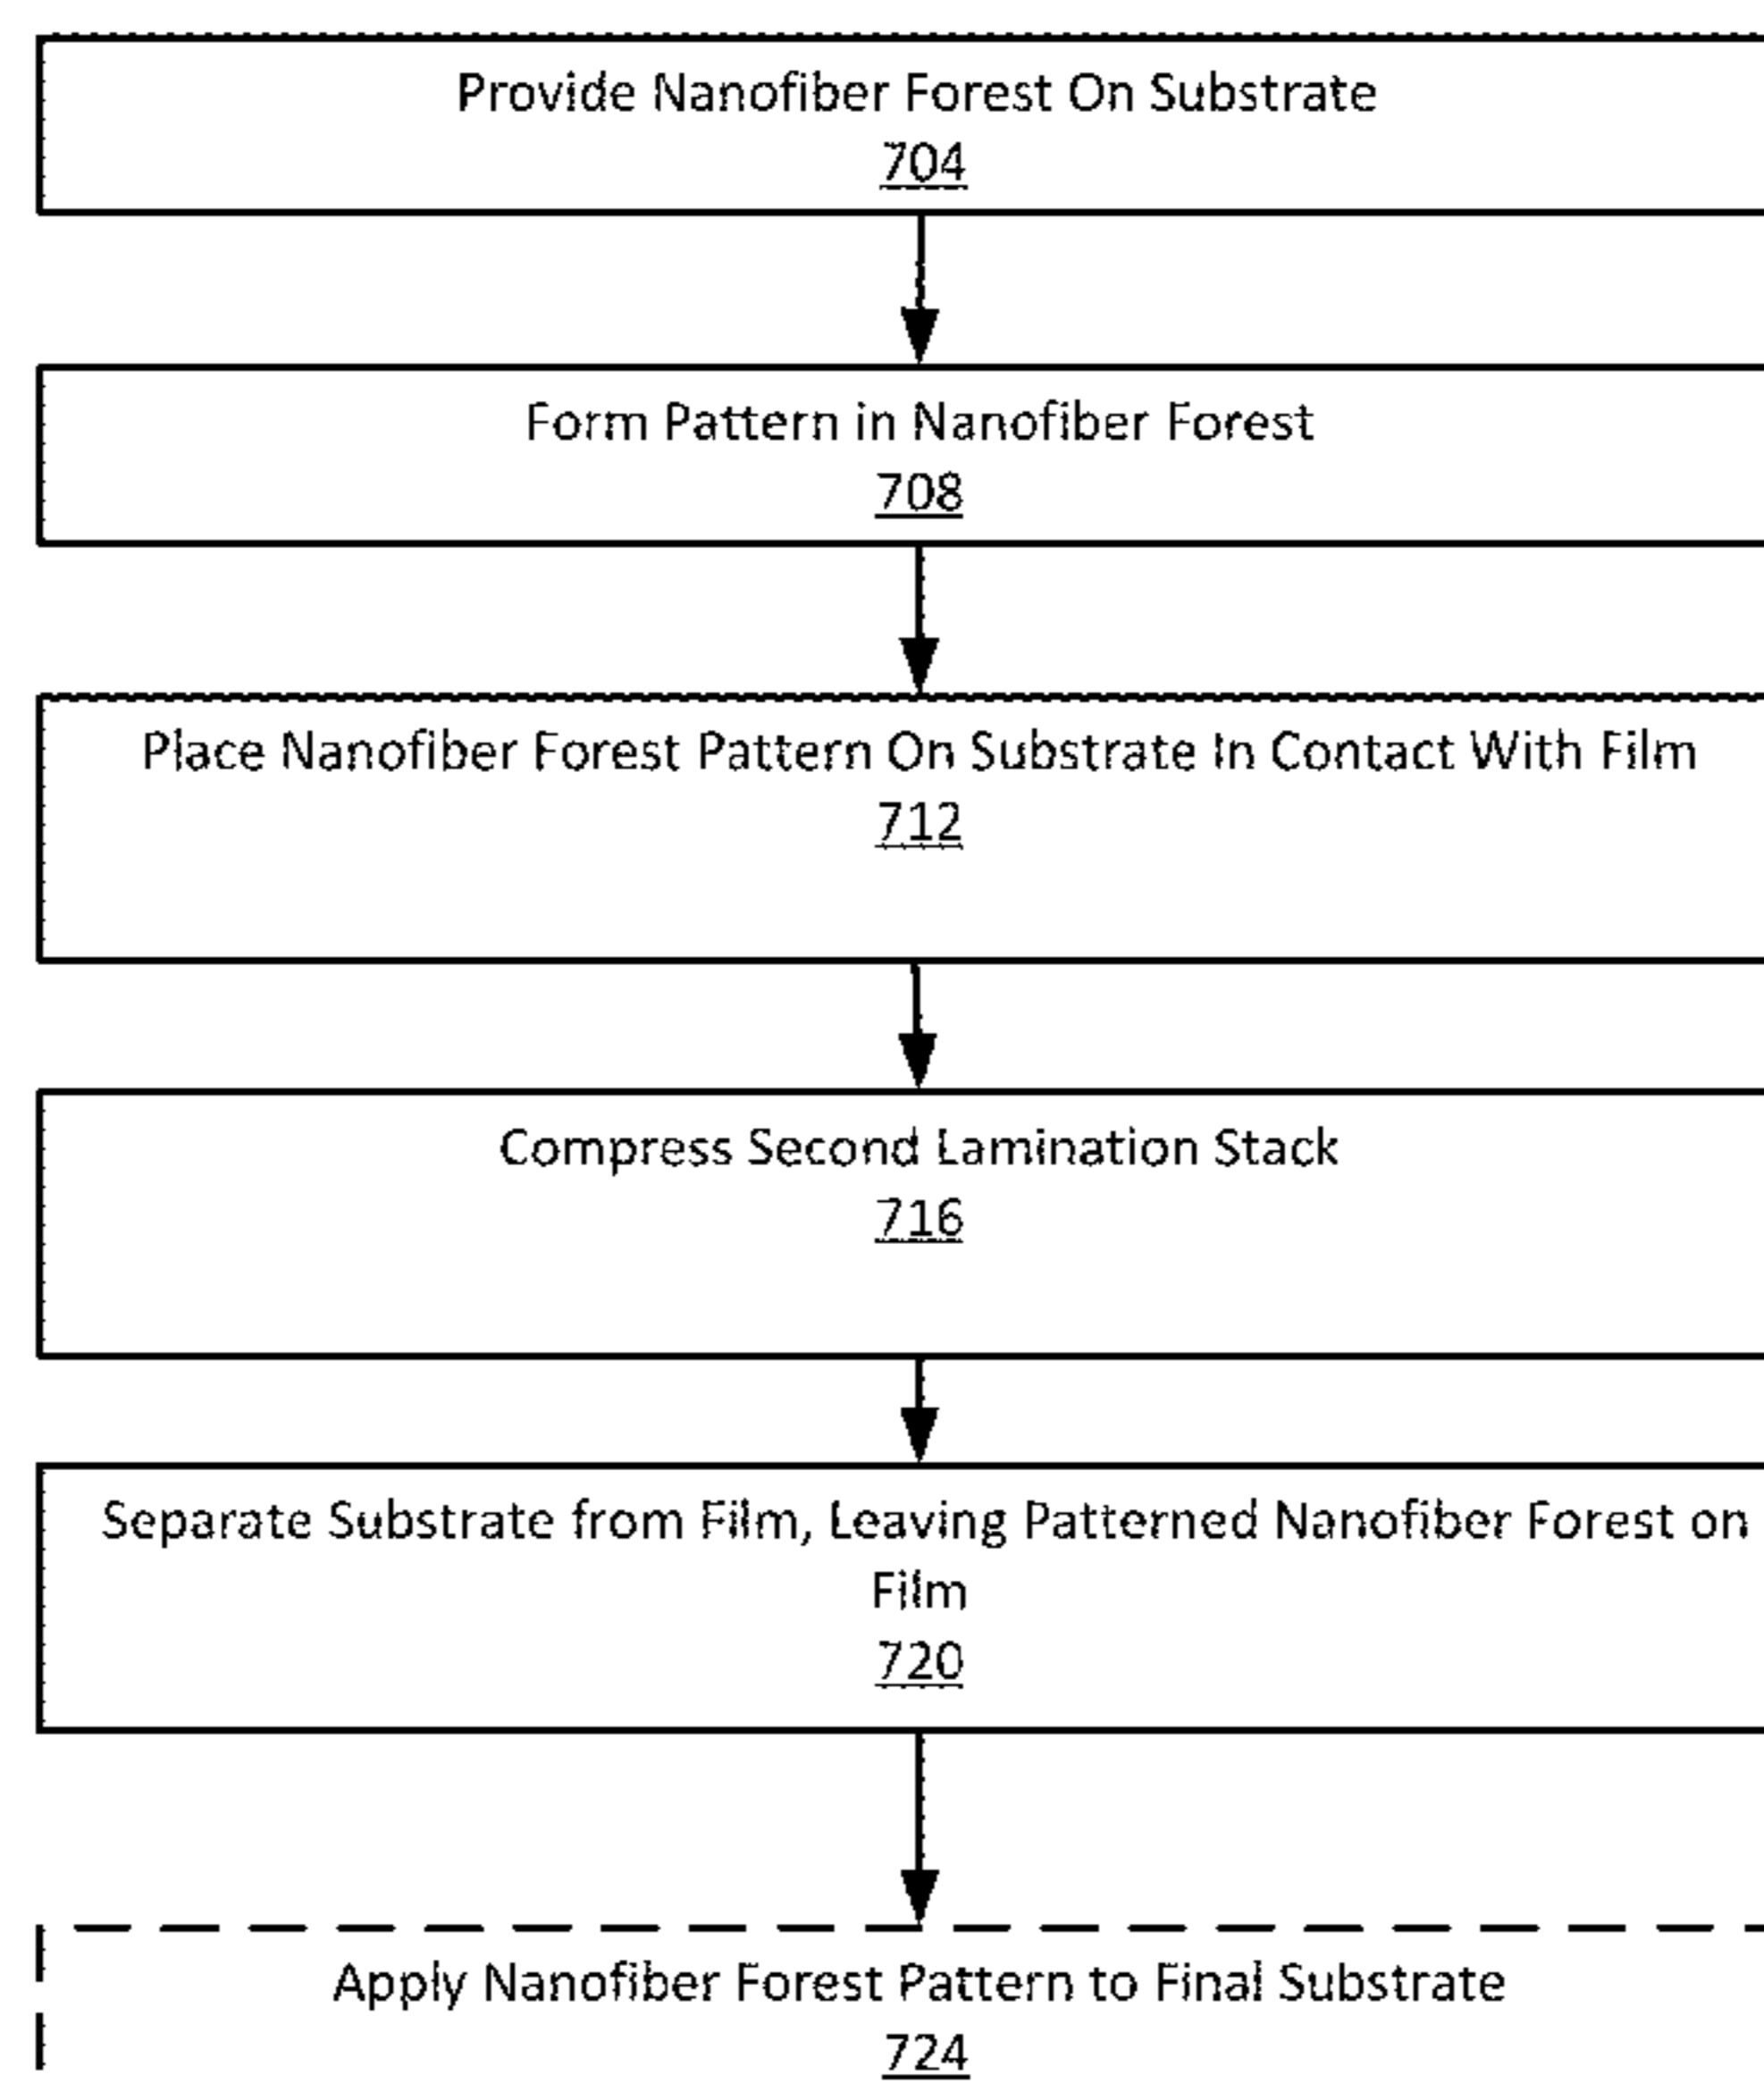 Provide Nanofiber Forest On Substrate
704
Form Pattern in Nanofiber Forest
708
Place Nanofiber Forest Pattern On Substrate In Contact With Film
712
Compress Second Lamination Stack
716
Separate Substrate from Film, Leaving Patterned Nanofiber Forest on
Film
720
Apply Nanofiber Forest Pattern to Final Substrate
724